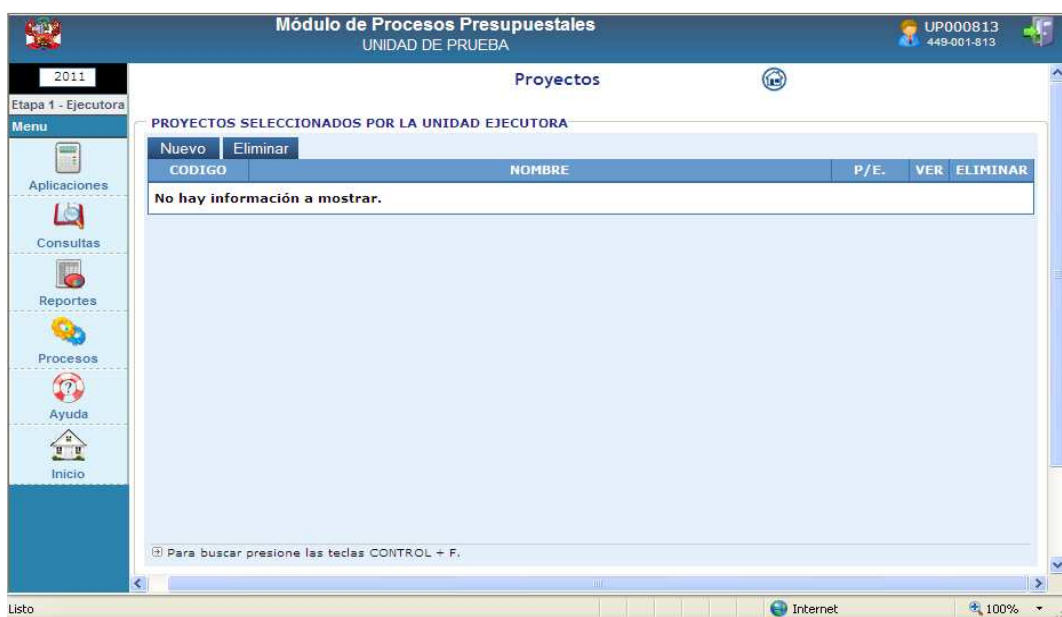 Módulo de Procesos Presupuestales
UNIDAD DE PRUEBA
UP000813
449-001-813
2011
Etapa 1 - Ejecutora
Menu
Aplicaciones
Consultas
Reportes
Procesos
Ayuda
Inicio
Proyectos
PROYECTOS SELECCIONADOS POR LA UNIDAD EJECUTORA
Nuevo Eliminar
CODIGO NOMBRE P/E. VER ELIMINAR
No hay información a mostrar.
Para buscar presione las teclas CONTROL + F.
Listo Internet 100%